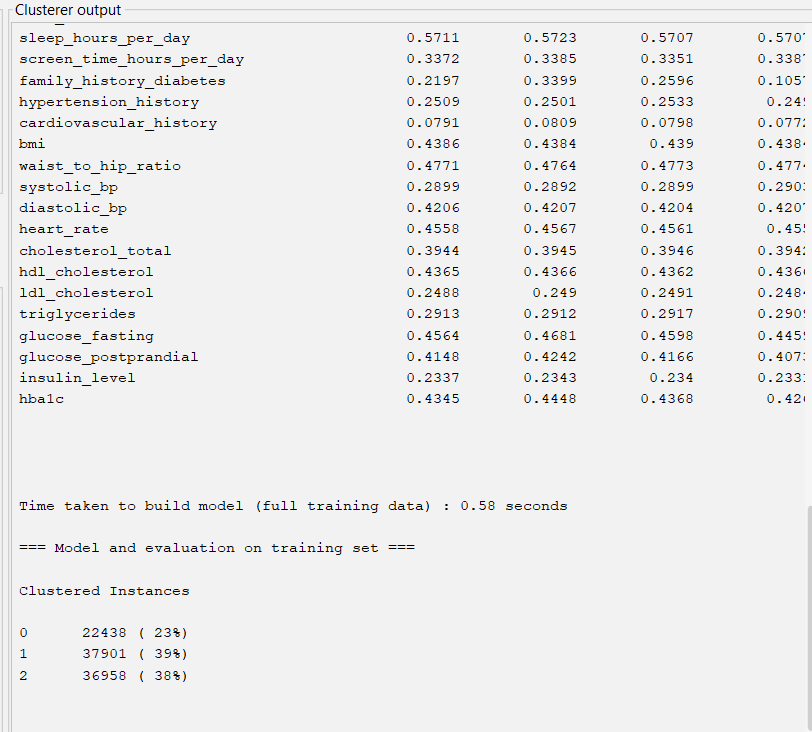 Clusterer output
sleep_hours_per_day 0.5711 0.5723 0.5707
screen_time_hours_per_day 0.3372 0.3385 0.3351
family_history_diabetes 0.2197 0.3399 0.2596
hypertension_history 0.2509 0.2501 0.2533
cardiovascular_history 0.0791 0.0809 0.0798
bmi 0.4386 0.4384 0.439
waist_to_hip_ratio 0.4771 0.4764 0.4773
systolic_bp 0.2899 0.2892 0.2899
diastolic_bp 0.4206 0.4207 0.4204
heart_rate 0.4558 0.4567 0.4561
cholesterol_total 0.3944 0.3945 0.3946
hdl_cholesterol 0.4365 0.4366 0.4362
ldl_cholesterol 0.2488 0.249 0.2491
triglycerides 0.2913 0.2912 0.2917
glucose_fasting 0.4564 0.4681 0.4598
glucose_postprandial 0.4148 0.4242 0.4166
insulin_level 0.2337 0.2343 0.234
hba1c 0.4345 0.4448 0.4368
Time taken to build model (full training data) : 0.58 seconds
=== Model and evaluation on training set ===
Clustered Instances
0 22438 ( 23%)
1 37901 ( 39%)
2 36958 ( 38%)